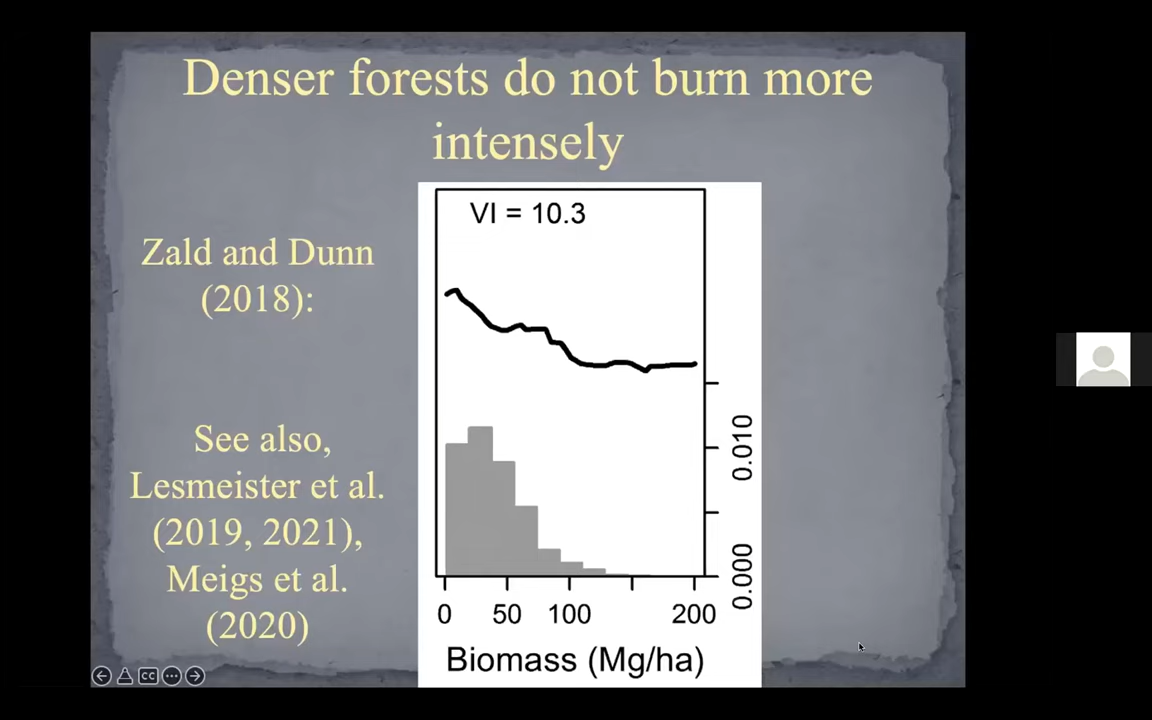 Denser forests do not burn more
intensely
Zald and Dunn
(2018):
See also,
Lesmeister et al.
(2019, 2021),
Meigs et al.
(2020)
VI = 10.3
0.010
0.000
0 50 100 200
Biomass (Mg/ha)
CC